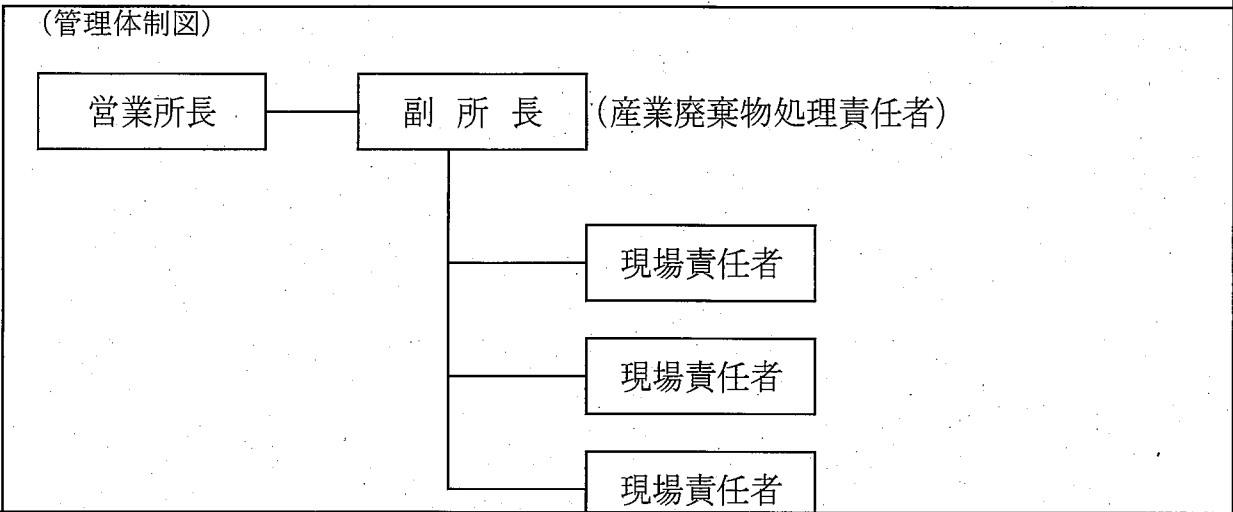 （管理体制図）
営業所長
副 所 長 （産業廃棄物処理責任者）
現場責任者
現場責任者
現場責任者